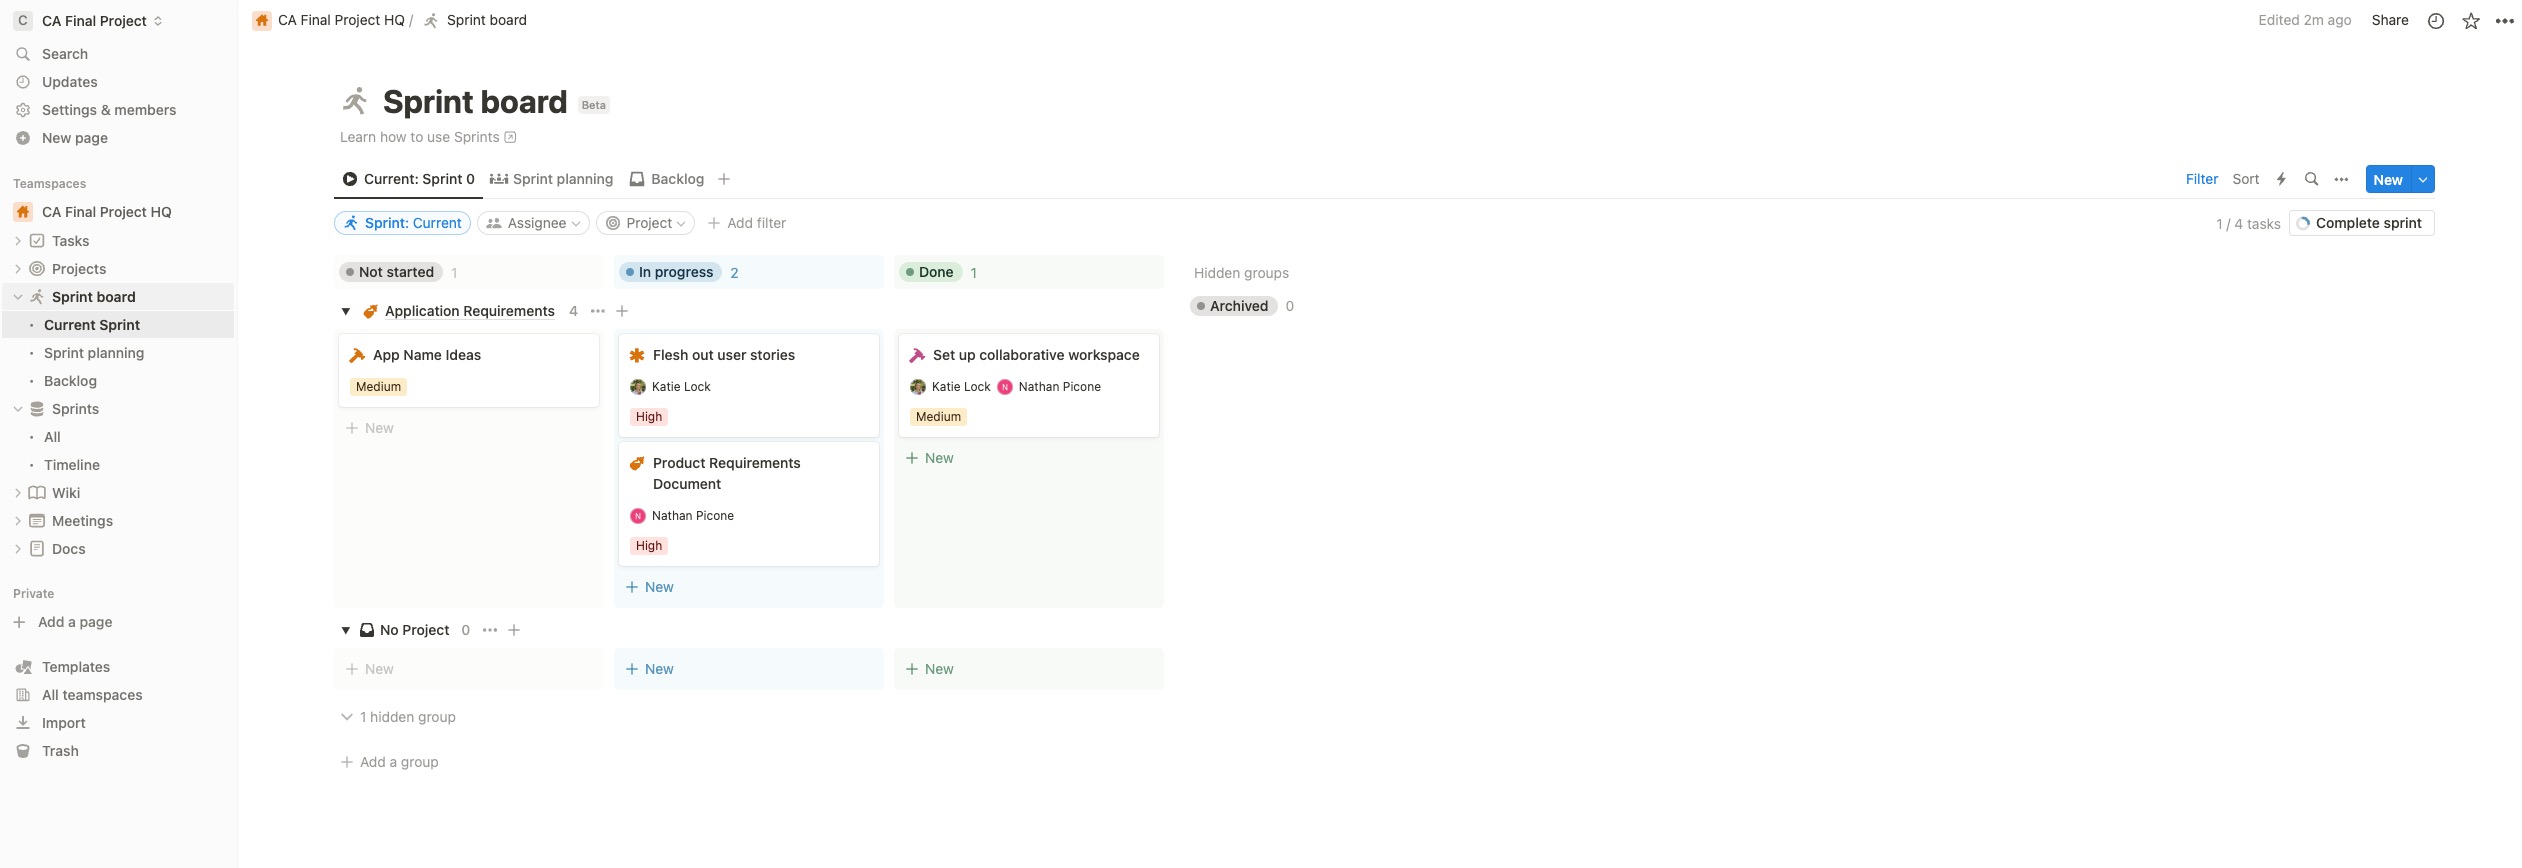 C CA Final Project
Search
Updates
Settings & members
New page
Teamspaces
CA Final Project HQ
Tasks
Projects
Sprint board
Current Sprint
Sprint planning
Backlog
Sprints
All
Timeline
Wiki
Meetings
Docs
Private
Add a page
Templates
All teamspaces
Import
Trash
CA Final Project HQ / Sprint board
Edited 2m ago Share
Sprint board Beta
Learn how to use Sprints
Current: Sprint 0 Sprint planning Backlog
Filter Sort New
Sprint: Current Assignee Project Add filter
1 / 4 tasks Complete sprint
Not started 1 In progress 2 Done 1 Hidden groups
Archived 0
Application Requirements 4
App Name Ideas
Medium
New
Flesh out user stories
Katie Lock
High
Product Requirements
Document
N Nathan Picone
High
New
Set up collaborative workspace
Katie Lock N Nathan Picone
Medium
New
No Project 0
New New New
1 hidden group
Add a group